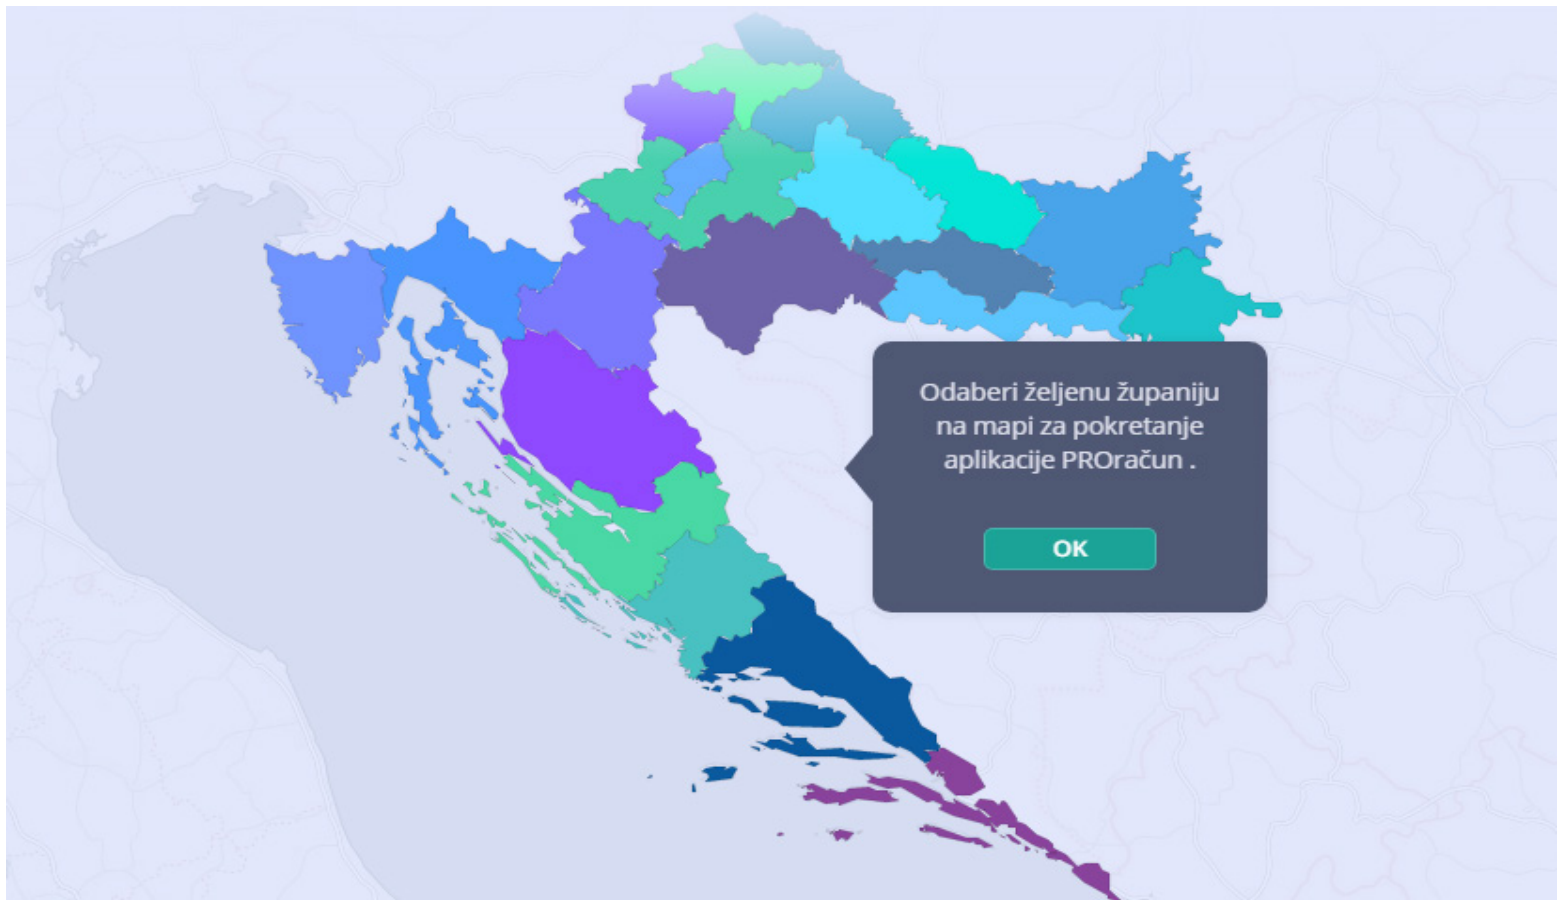 Odaberi željenu županiju
na mapi za pokretanje
aplikacije PROračun .
OK